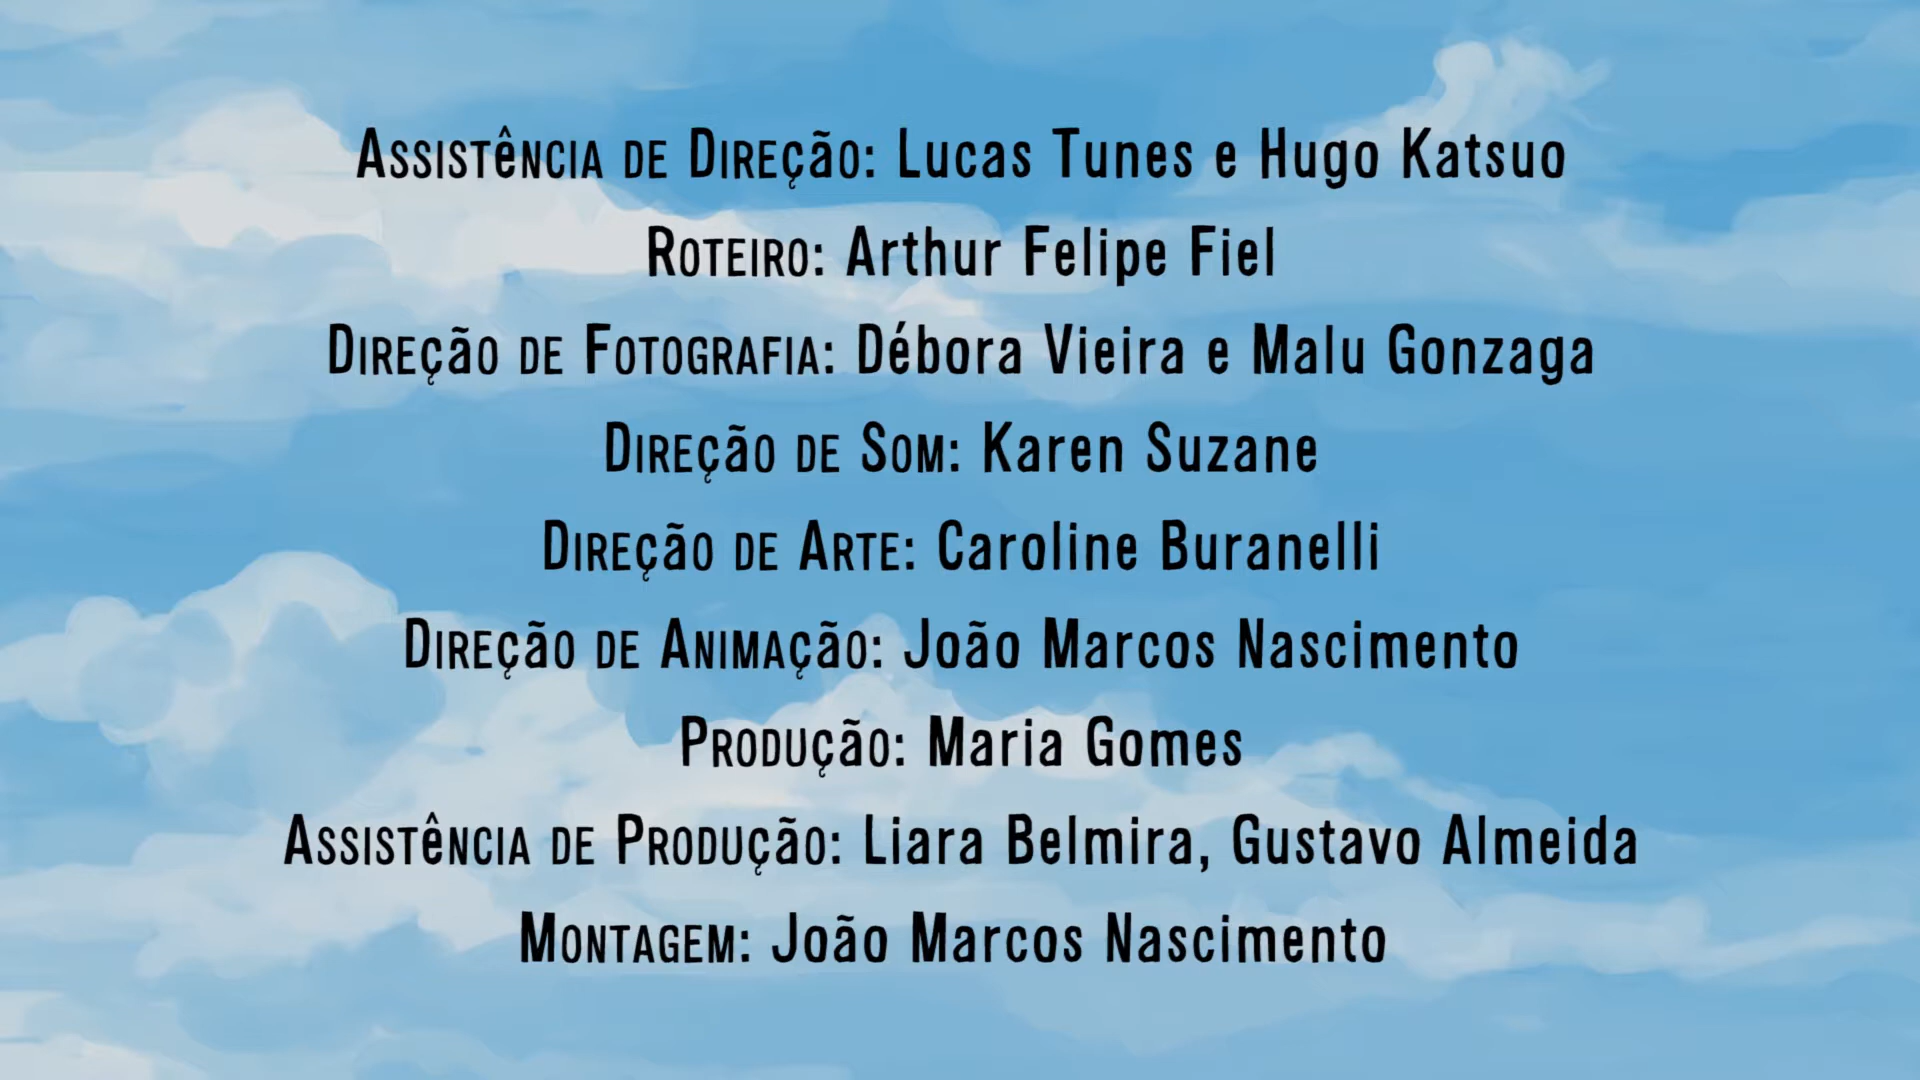 Assistência de Direção: Lucas Tunes e Hugo Katsuo
Roteiro: Arthur Felipe Fiel
Direção de Fotografia: Débora Vieira e Malu Gonzaga
Direção de Som: Karen Suzane
Direção de Arte: Caroline Buranelli
Direção de Animação: João Marcos Nascimento
Produção: Maria Gomes
Assistência de Produção: Liara Belmira, Gustavo Almeida
Montagem: João Marcos Nascimento